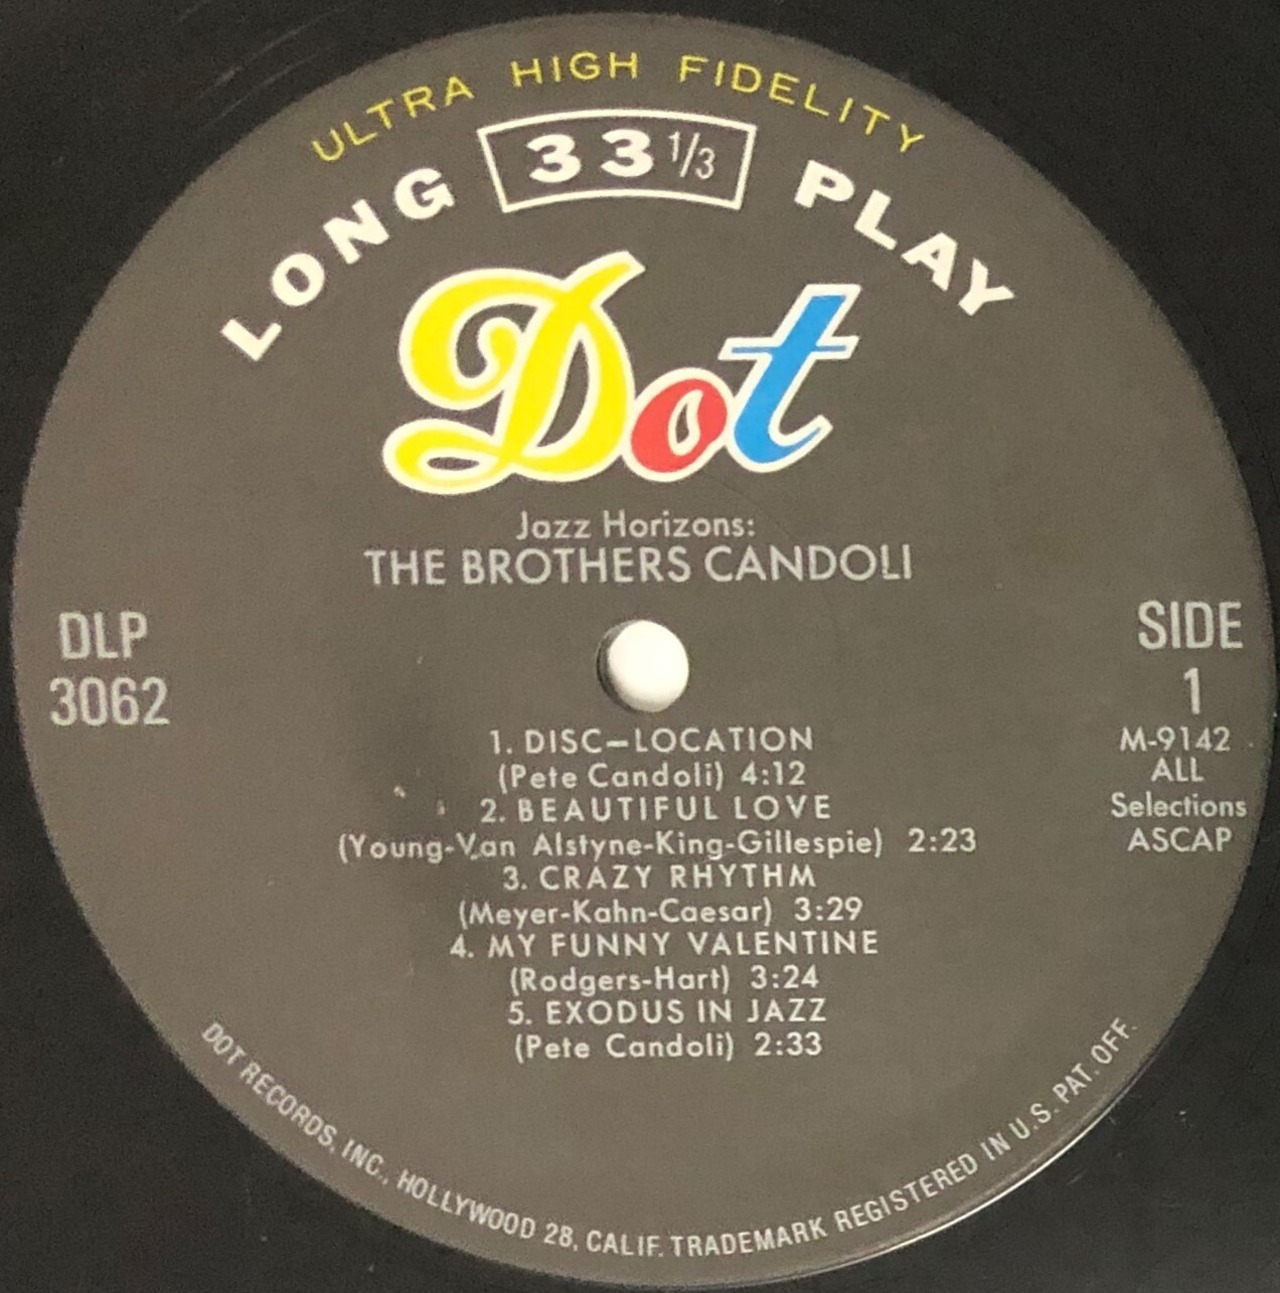 ULTRA HIGH FIDELITY
LONG 33 1/3 PLAY
Dot
Jazz Horizons:
THE BROTHERS CANDOLI
DLP
3062
SIDE
1
M-9142
ALL
Selections
ASCAP
1. DISC-LOCATION
(Pete Candoli) 4:12
2. BEAUTIFUL LOVE
(Young-Van Alstyne-King-Gillespie) 2:23
3. CRAZY RHYTHM
(Meyer-Kahn-Caesar) 3:29
4. MY FUNNY VALENTINE
(Rodgers-Hart) 3:24
5. EXODUS IN JAZZ
(Pete Candoli) 2:33
DOT RECORDS, INC., HOLLYWOOD 28, CALIF. TRADEMARK REGISTERED IN U.S. PAT. OFF.